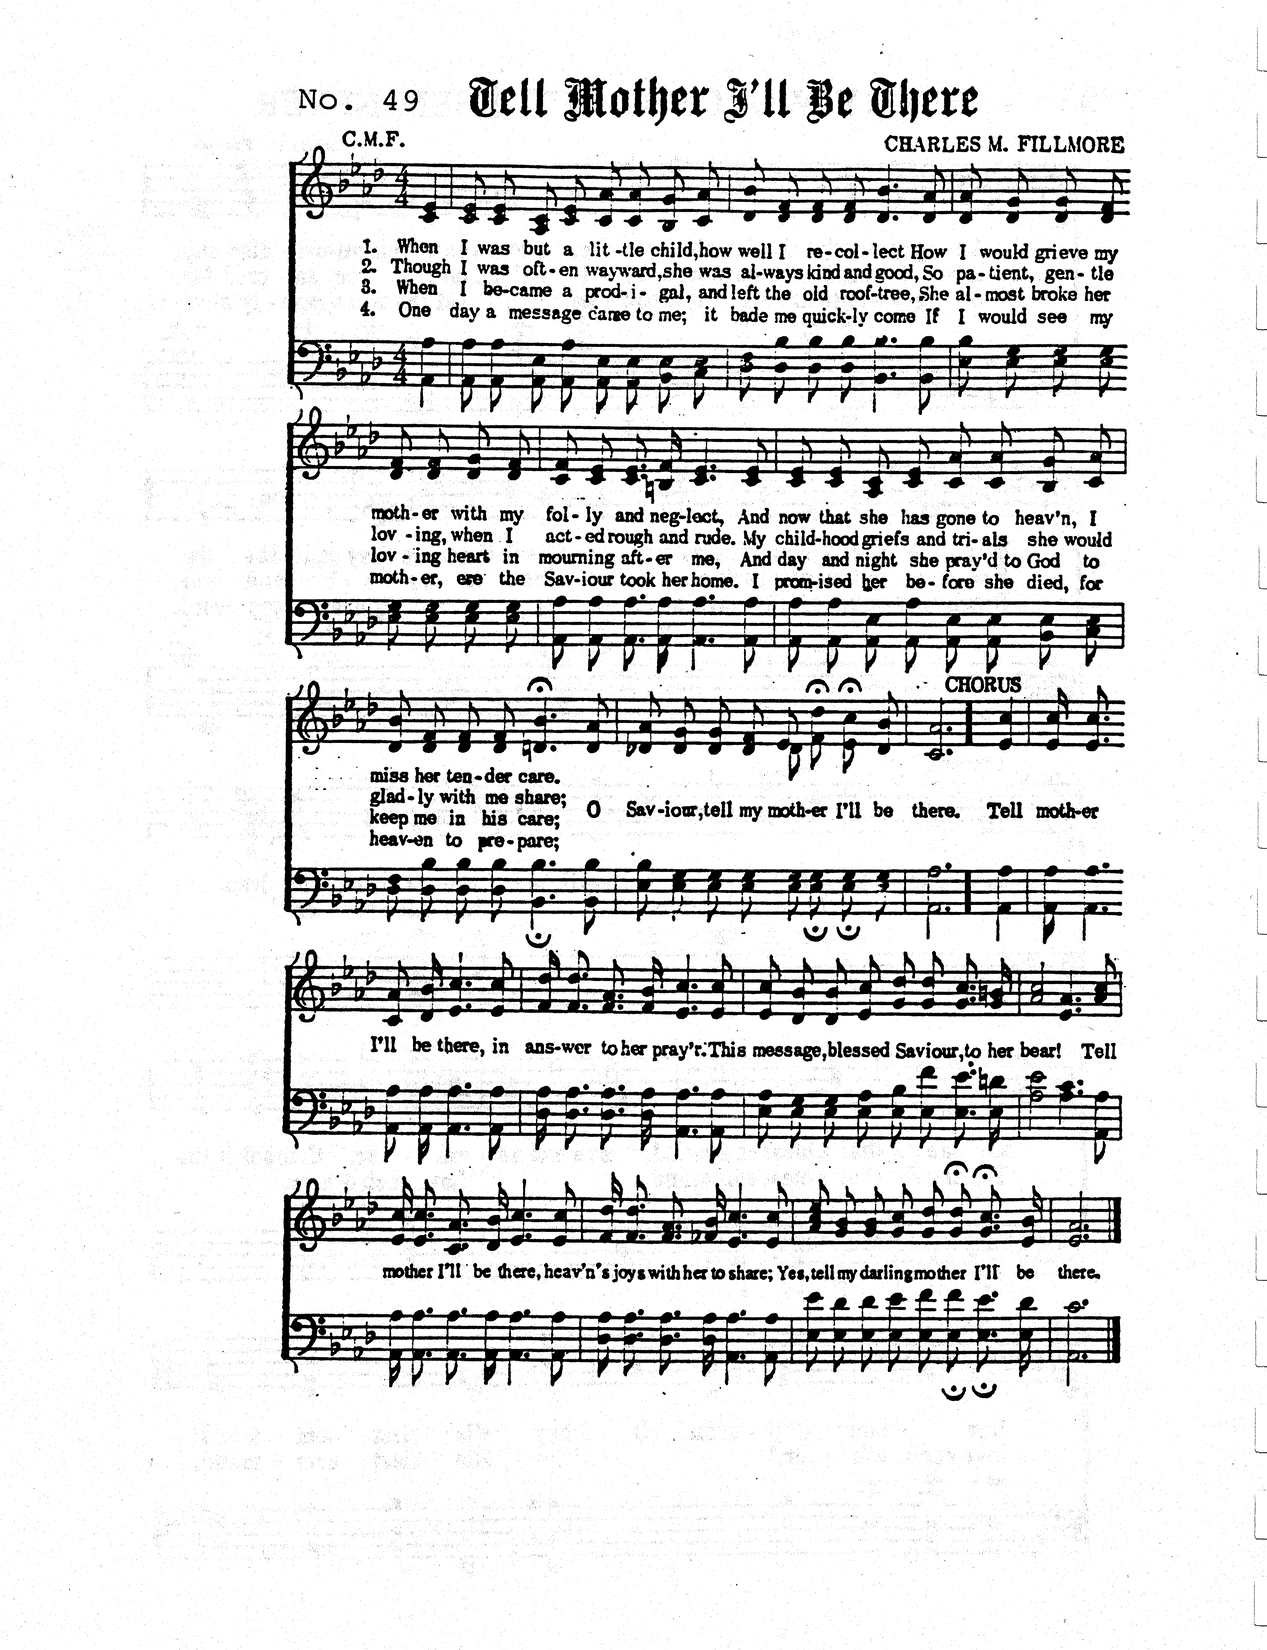 No. 49 Tell Mother I'll Be There
C.M.F. CHARLES M. FILLMORE
1. When I was but a lit-tle child, how well I re-col-lect How I would grieve my
2. Though I was oft-en wayward, she was al-ways kind and good, So pa-tient, gen-tle
3. When I be-came a prod-i-gal, and left the old roof-tree, She al-most broke her
4. One day a message came to me; it bade me quick-ly come If I would see my
moth-er with my fol-ly and neg-lect, And now that she has gone to heav'n, I
lov-ing, when I act-ed rough and rude. My child-hood griefs and tri-als she would
lov-ing heart in mourning aft-er me, And day and night she pray'd to God to
moth-er, ere the Sav-iour took her home. I prom-ised her be-fore she died, for
CHORUS
miss her ten-der care.
glad-ly with me share;
keep me in his care;
heav-en to pre-pare;
O Sav-iour, tell my moth-er I'll be there. Tell moth-er
I'll be there, in ans-wer to her pray'r. This message, blessed Saviour, to her bear! Tell
mother I'll be there, heav'n's joys with her to share; Yes, tell my darling mother I'll be there.